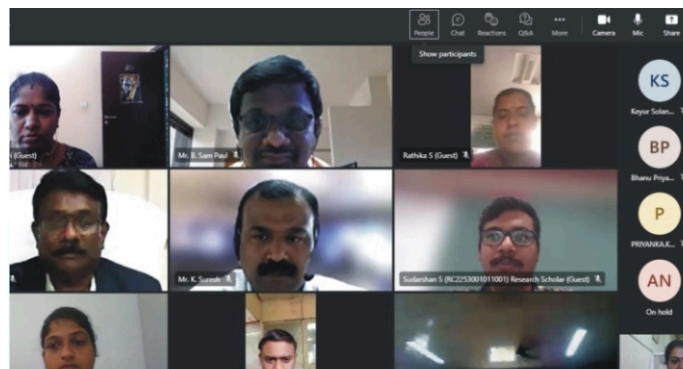 People Chat Reactions Q&A More Camera Mic Share
Show participants
(Guest)
Mr. B. Sam Paul
Rathika S (Guest)
KS
Keyur Solan...
BP
Bhanu Priya...
Mr. K. Suresh
Sudarshan S (RC2253001011001) Research Scholar (Guest)
P
PRIYANKA.K...
AN
On hold